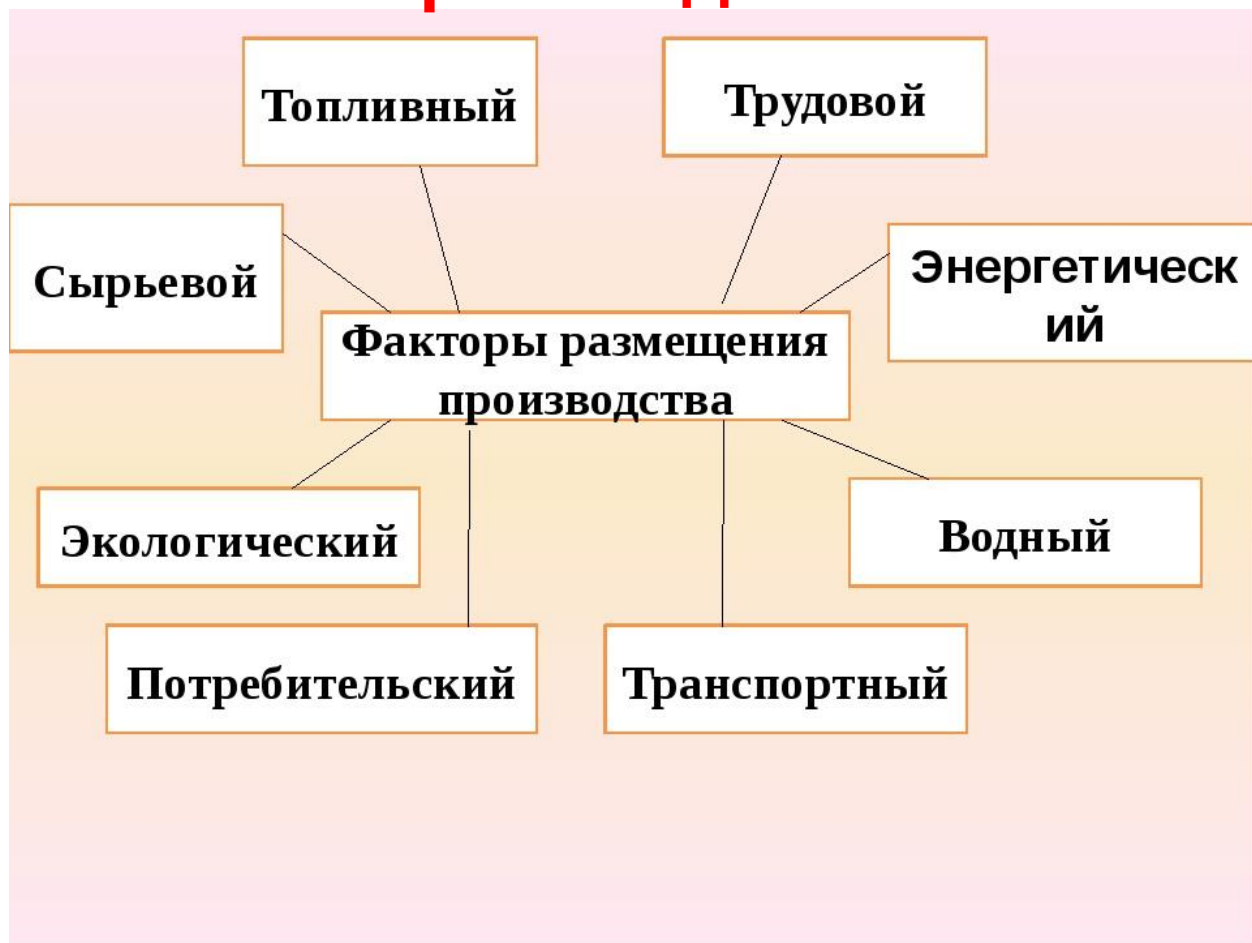 Топливный
Трудовой
Сырьевой
Энергетическ
ий
Факторы размещения
производства
Экологический
Водный
Потребительский
Транспортный